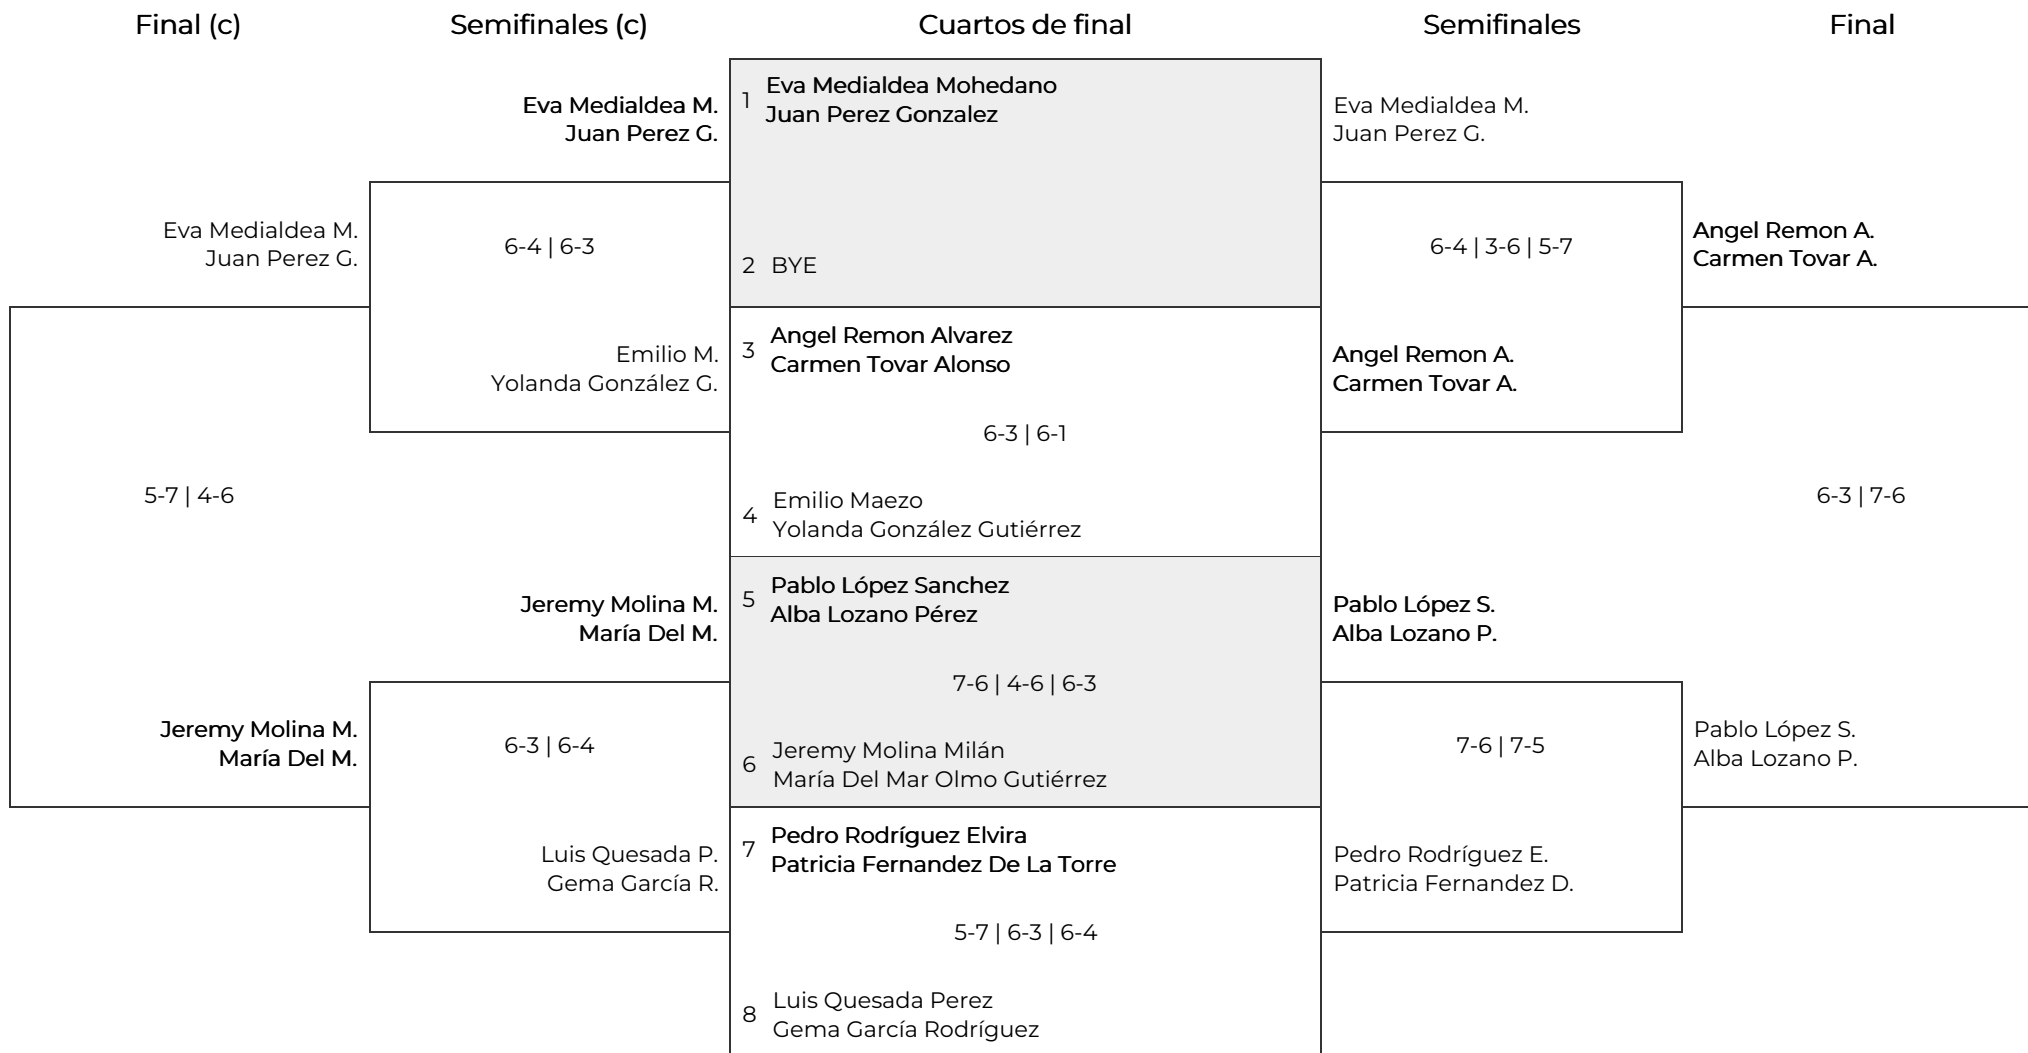 Final (c)
Semifinales (c)
Cuartos de final
Semifinales
Final
Eva Medialdea M.
Juan Perez G.
1
Eva Medialdea Mohedano
Juan Perez Gonzalez
Eva Medialdea M.
Juan Perez G.
Eva Medialdea M.
Juan Perez G.
6-4 | 6-3
2 BYE
6-4 | 3-6 | 5-7
Angel Remon A.
Carmen Tovar A.
Emilio M.
Yolanda González G.
3
Angel Remon Alvarez
Carmen Tovar Alonso
Angel Remon A.
Carmen Tovar A.
6-3 | 6-1
5-7 | 4-6
4
Emilio Maezo
Yolanda González Gutiérrez
6-3 | 7-6
Jeremy Molina M.
María Del M.
5
Pablo López Sanchez
Alba Lozano Pérez
Pablo López S.
Alba Lozano P.
7-6 | 4-6 | 6-3
Jeremy Molina M.
María Del M.
6-3 | 6-4
6
Jeremy Molina Milán
María Del Mar Olmo Gutiérrez
7-6 | 7-5
Pablo López S.
Alba Lozano P.
Luis Quesada P.
Gema García R.
7
Pedro Rodríguez Elvira
Patricia Fernandez De La Torre
Pedro Rodríguez E.
Patricia Fernandez D.
5-7 | 6-3 | 6-4
8
Luis Quesada Perez
Gema García Rodríguez